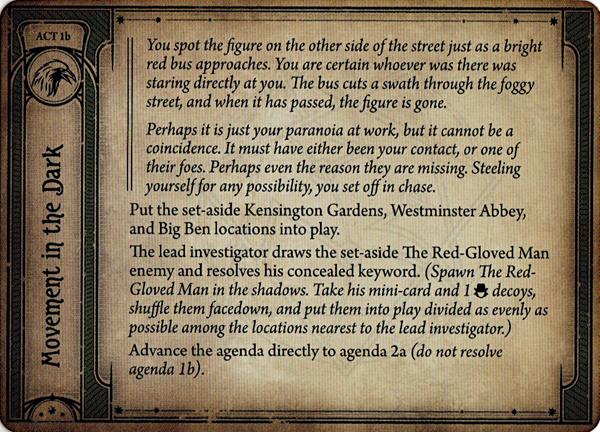 ACT 1b
Movement in the Dark
You spot the figure on the other side of the street just as a bright
red bus approaches. You are certain whoever was there was
staring directly at you. The bus cuts a swath through the foggy
street, and when it has passed, the figure is gone.
Perhaps it is just your paranoia at work, but it cannot be a
coincidence. It must have either been your contact, or one of
their foes. Perhaps even the reason they are missing. Steeling
yourself for any possibility, you set off in chase.
Put the set-aside Kensington Gardens, Westminster Abbey,
and Big Ben locations into play.
The lead investigator draws the set-aside The Red-Gloved Man
enemy and resolves his concealed keyword. (Spawn The Red-
Gloved Man in the shadows. Take his mini-card and 1 decoys,
shuffle them facedown, and put them into play divided as evenly as
possible among the locations nearest to the lead investigator.)
Advance the agenda directly to agenda 2a (do not resolve
agenda 1b).